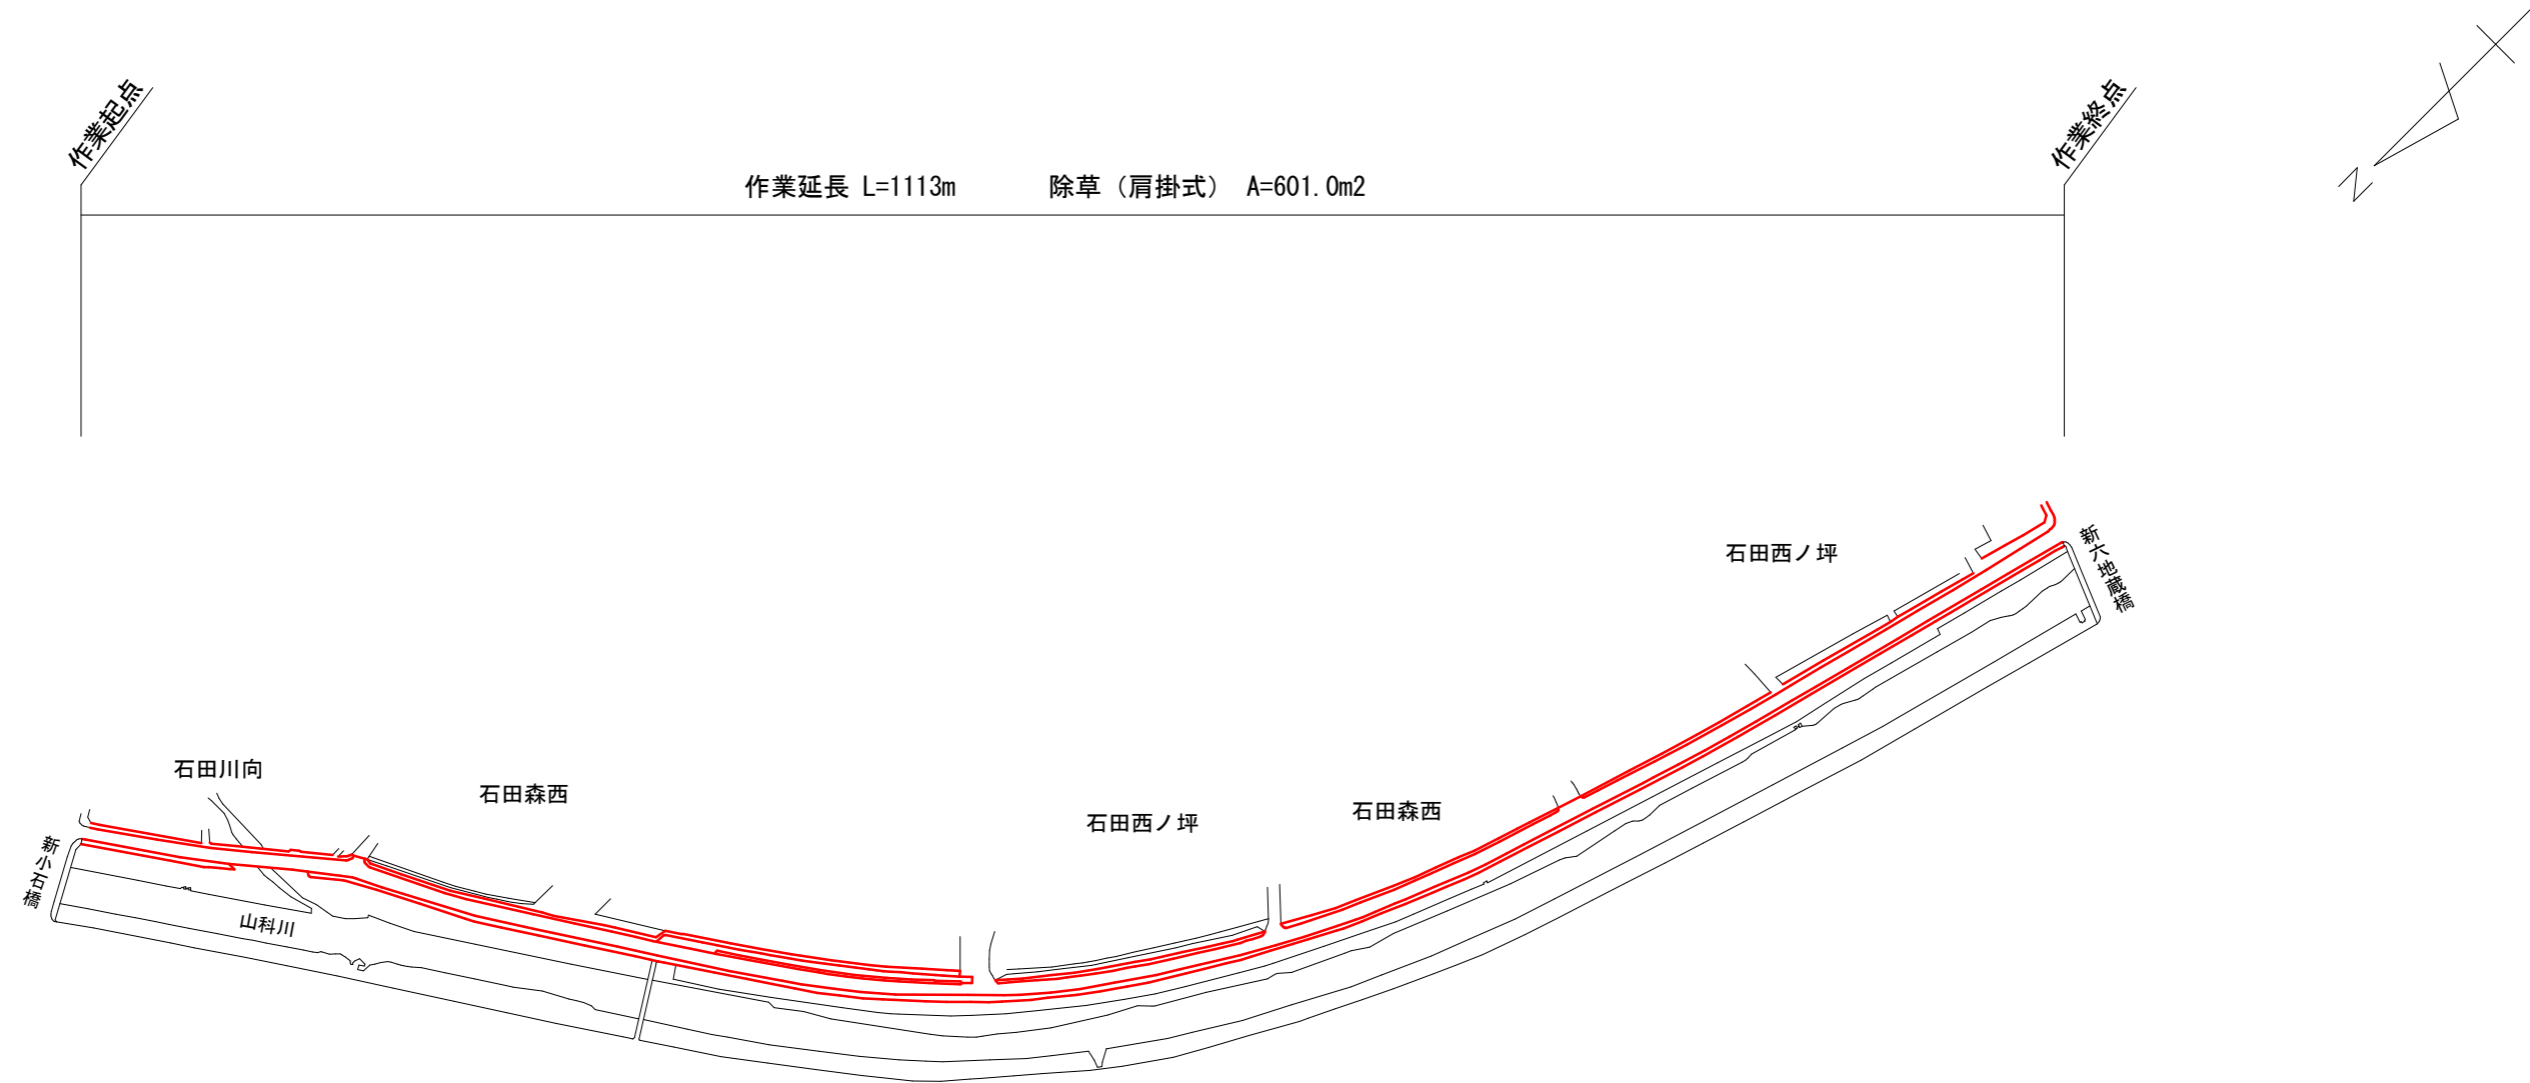 作業起点
作業終点
作業延長 L=1113m 除草（肩掛式） A=601.0m2
N
石田西ノ坪
新六地蔵橋
石田川向
石田森西
石田西ノ坪
石田森西
新小石橋
山科川